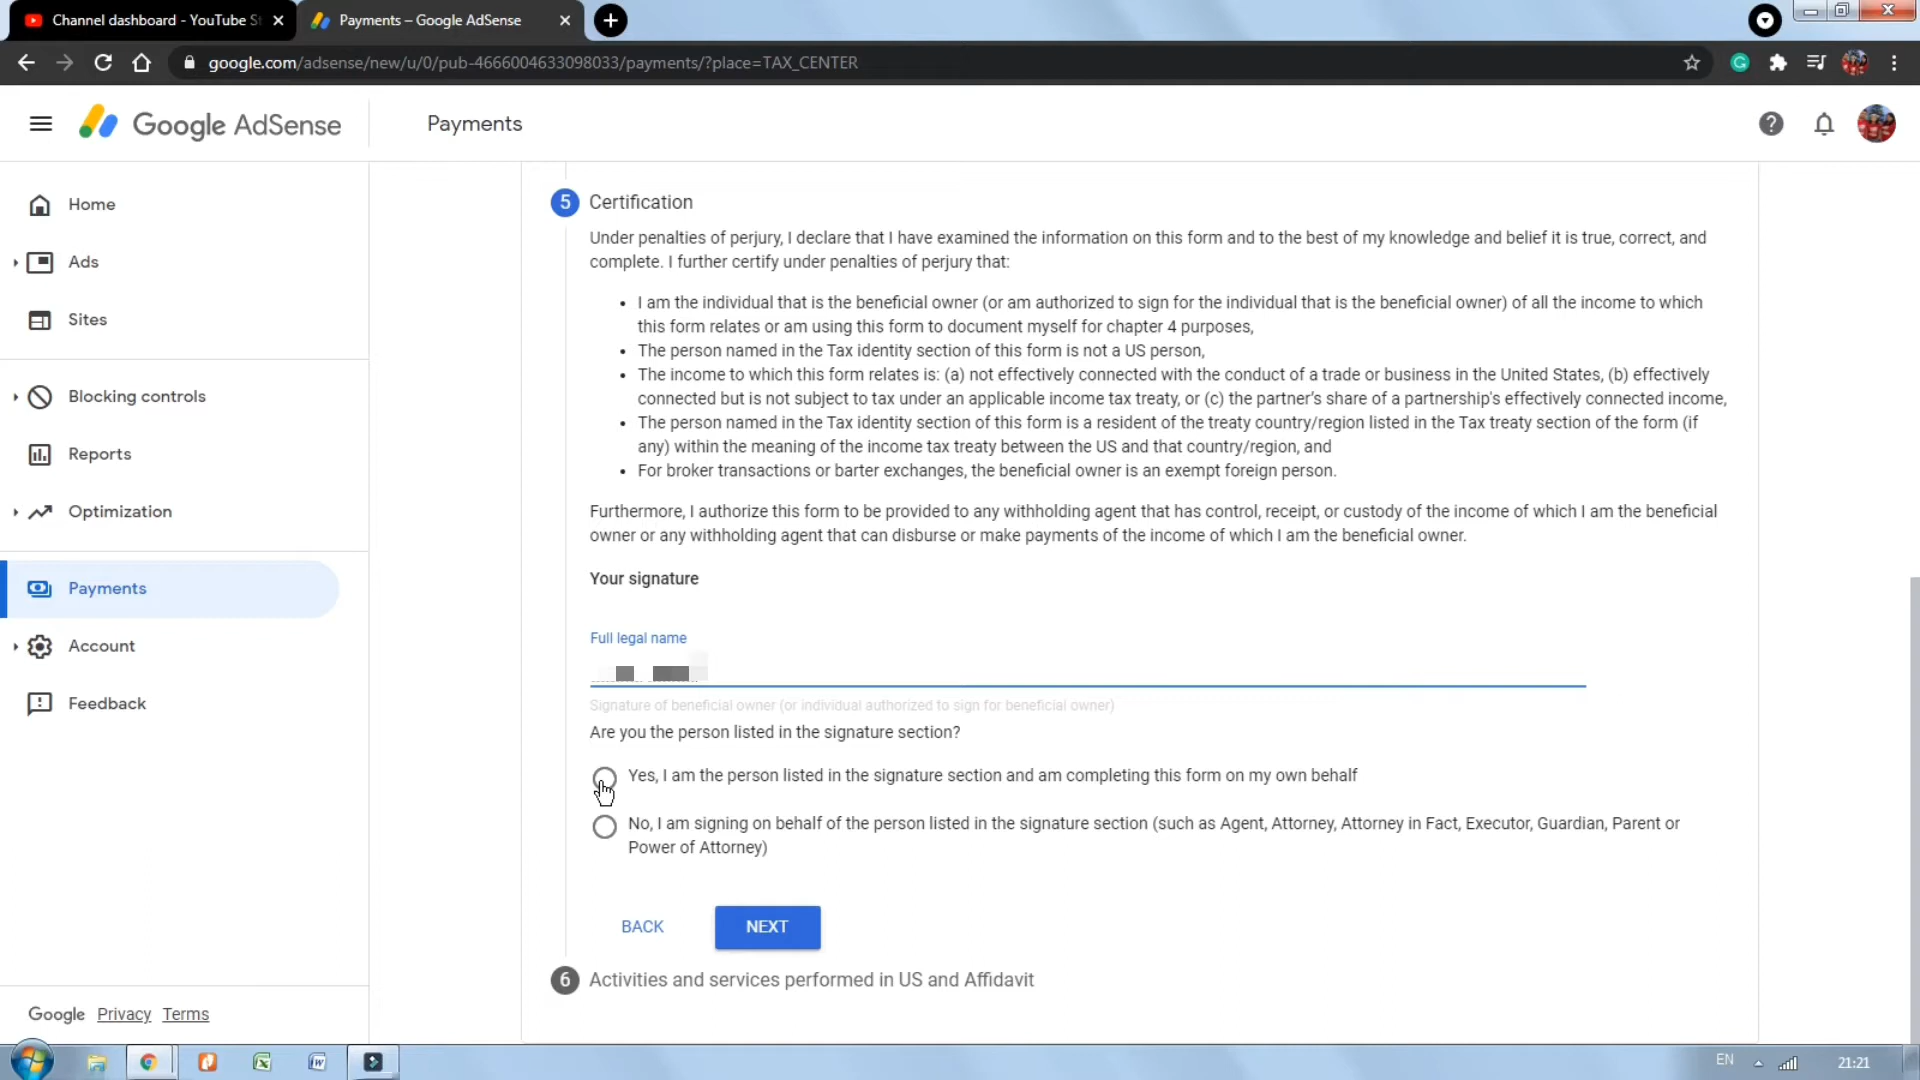 Channel dashboard - YouTube St
Payments – Google AdSense
google.com/adsense/new/u/0/pub-4666004633098033/payments/?place=TAX_CENTER
Google AdSense
Payments
Home
Ads
Sites
Blocking controls
Reports
Optimization
Payments
Account
Feedback
Google Privacy Terms
5 Certification
Under penalties of perjury, I declare that I have examined the information on this form and to the best of my knowledge and belief it is true, correct, and
complete. I further certify under penalties of perjury that:
• I am the individual that is the beneficial owner (or am authorized to sign for the individual that is the beneficial owner) of all the income to which
this form relates or am using this form to document myself for chapter 4 purposes,
• The person named in the Tax identity section of this form is not a US person,
• The income to which this form relates is: (a) not effectively connected with the conduct of a trade or business in the United States, (b) effectively
connected but is not subject to tax under an applicable income tax treaty, or (c) the partner's share of a partnership's effectively connected income,
• The person named in the Tax identity section of this form is a resident of the treaty country/region listed in the Tax treaty section of the form (if
any) within the meaning of the income tax treaty between the US and that country/region, and
• For broker transactions or barter exchanges, the beneficial owner is an exempt foreign person.
Furthermore, I authorize this form to be provided to any withholding agent that has control, receipt, or custody of the income of which I am the beneficial
owner or any withholding agent that can disburse or make payments of the income of which I am the beneficial owner.
Your signature
Full legal name
Signature of beneficial owner (or individual authorized to sign for beneficial owner)
Are you the person listed in the signature section?
Yes, I am the person listed in the signature section and am completing this form on my own behalf
No, I am signing on behalf of the person listed in the signature section (such as Agent, Attorney, Attorney in Fact, Executor, Guardian, Parent or
Power of Attorney)
BACK NEXT
6 Activities and services performed in US and Affidavit
EN 21:21